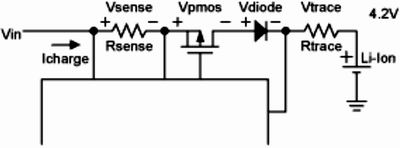 Vsense Vpmos Vdiode Vtrace 4.2V
+ − + − + − + −
Vin
Icharge Rsense Rtrace + Li-Ion